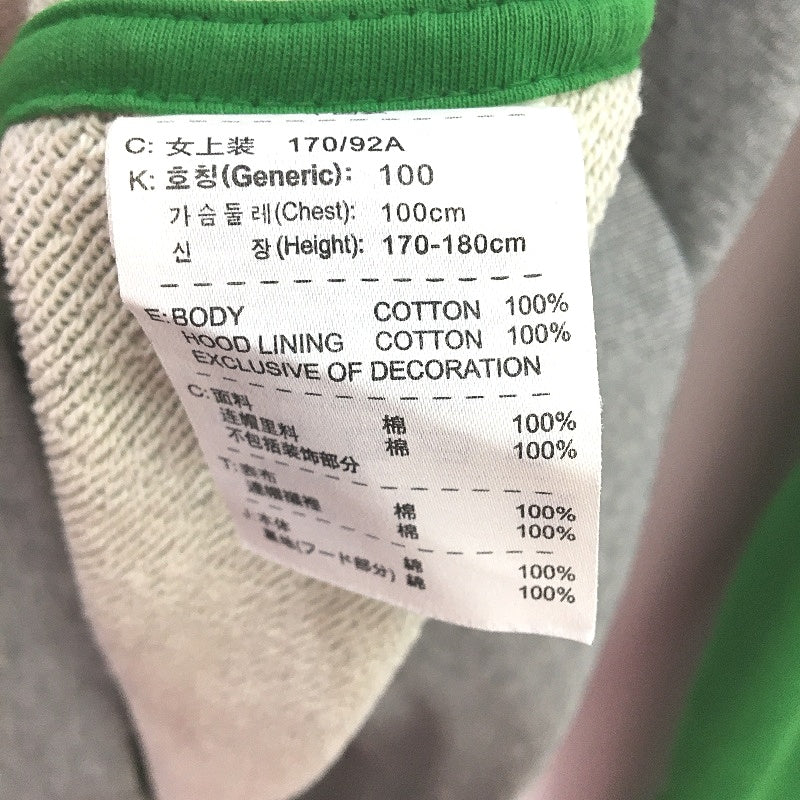 C: 女上装 170/92A
K: 호칭(Generic): 100
가슴둘레(Chest): 100cm
신 장(Height): 170-180cm
E: BODY COTTON 100%
HOOD LINING COTTON 100%
EXCLUSIVE OF DECORATION
C: 面料 棉 100%
连帽里料 棉 100%
不包括装饰部分
T: 表布 棉 100%
連帽襯裡 棉 100%
J: 本体 綿 100%
裏地(フード部分) 綿 100%